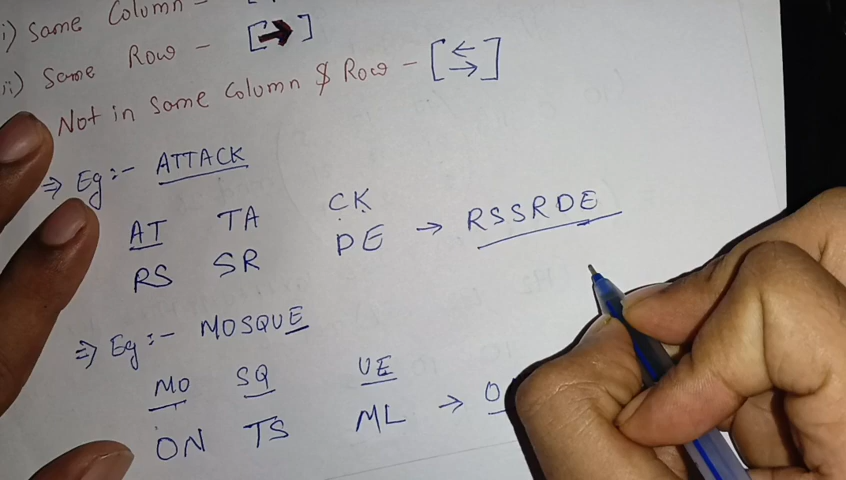 i) Same Column -
ii) Same Row - [→]
Not in Same Column & Row - [⇆]
⇒ Eg:- ATTACK
AT TA CK
RS SR DE → RSSRDE
⇒ Eg:- MOSQUE
MO SQ UE
ON TS ML → O